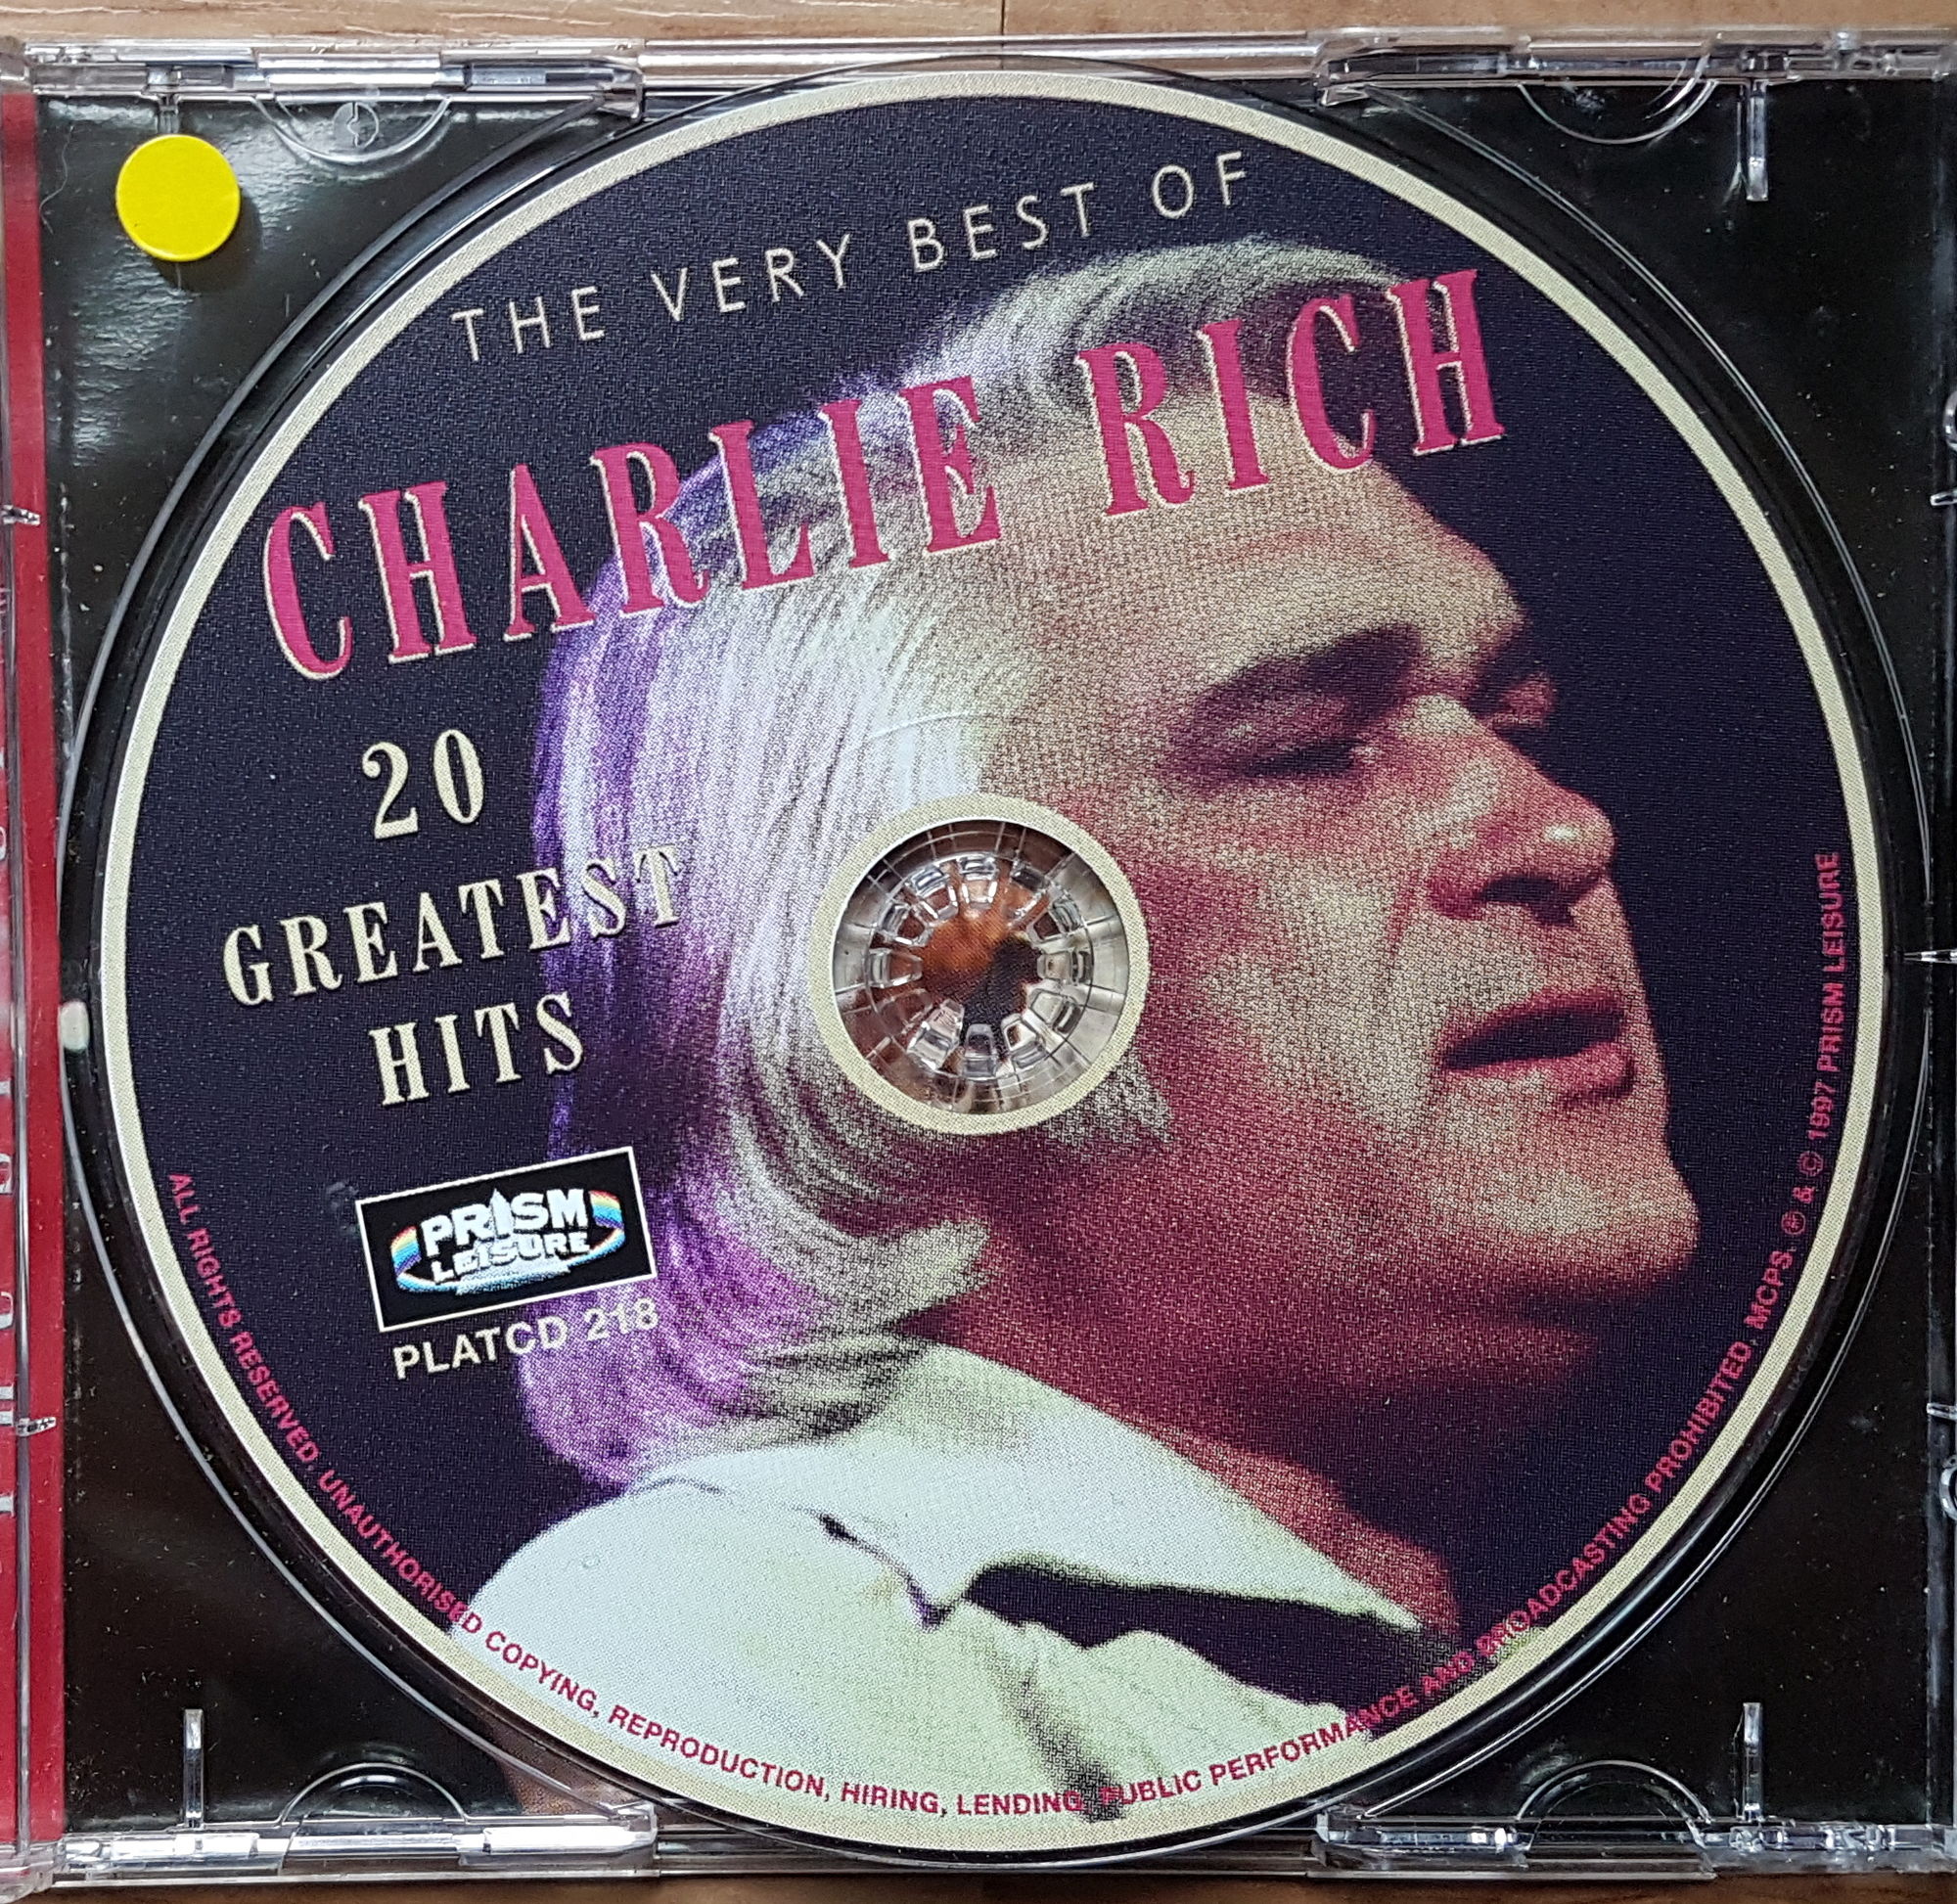 THE VERY BEST OF
CHARLIE RICH
20
GREATEST
HITS
PRISM
LEISURE
PLATCD 218
ALL RIGHTS RESERVED. UNAUTHORISED COPYING, REPRODUCTION, HIRING, LENDING, PUBLIC PERFORMANCE AND BROADCASTING PROHIBITED. MCPS. ℗ & © 1997 PRISM LEISURE